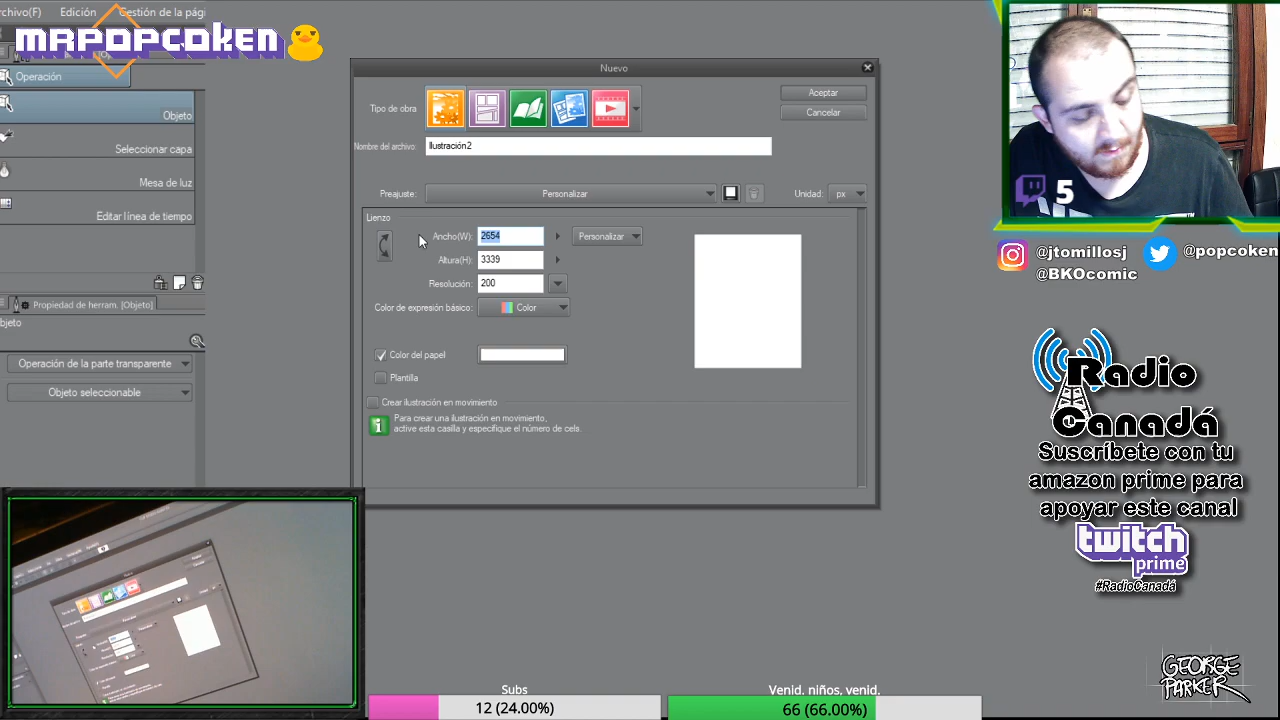 rchivo(F) Edición Gestión de la pági
MRPOPCOKEN
Operación
Objeto
Seleccionar capa
Mesa de luz
Editar línea de tiempo
Propiedad de herram. [Objeto]
bjeto
Operación de la parte transparente
Objeto seleccionable
Nuevo
Tipo de obra
Aceptar
Cancelar
Nombre del archivo:
Ilustración2
Preajuste: Personalizar Unidad: px
Lienzo
Ancho(W): 2654 Personalizar
Altura(H): 3339
Resolución: 200
Color de expresión básico: Color
Color del papel
Plantilla
Crear ilustración en movimiento
Para crear una ilustración en movimiento,
active esta casilla y especifique el número de cels.
5
@jtomillosj @popcoken
@BKOcomic
Radio
Canadá
Suscríbete con tu
amazon prime para
apoyar este canal
twitch
prime
#RadioCanadá
GEORGE
PARKER
Subs
12 (24.00%)
Venid, niños, venid.
66 (66.00%)